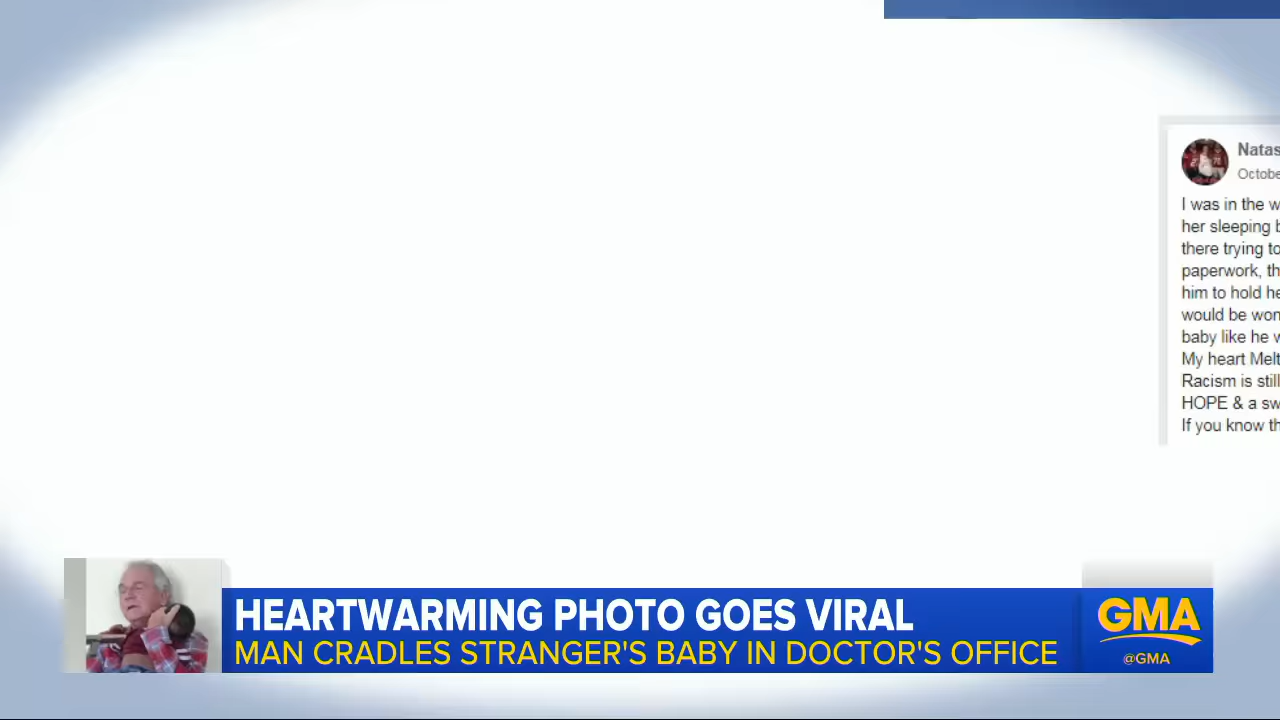 Natas
Octobe
I was in the w
her sleeping b
there trying to
paperwork, th
him to hold he
would be won
baby like he w
My heart Melt
Racism is still
HOPE & a sw
If you know th
HEARTWARMING PHOTO GOES VIRAL
MAN CRADLES STRANGER'S BABY IN DOCTOR'S OFFICE
GMA
@GMA